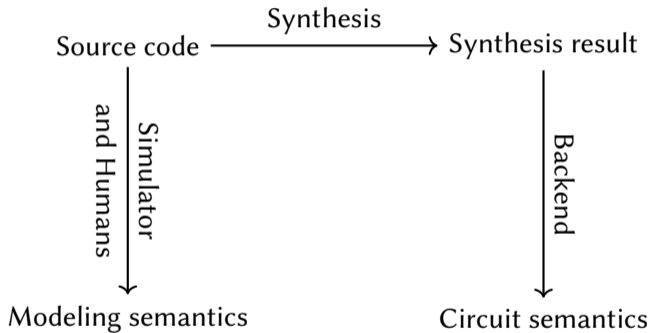 Synthesis
Source code
Synthesis result
Simulator
and Humans
Backend
Modeling semantics
Circuit semantics